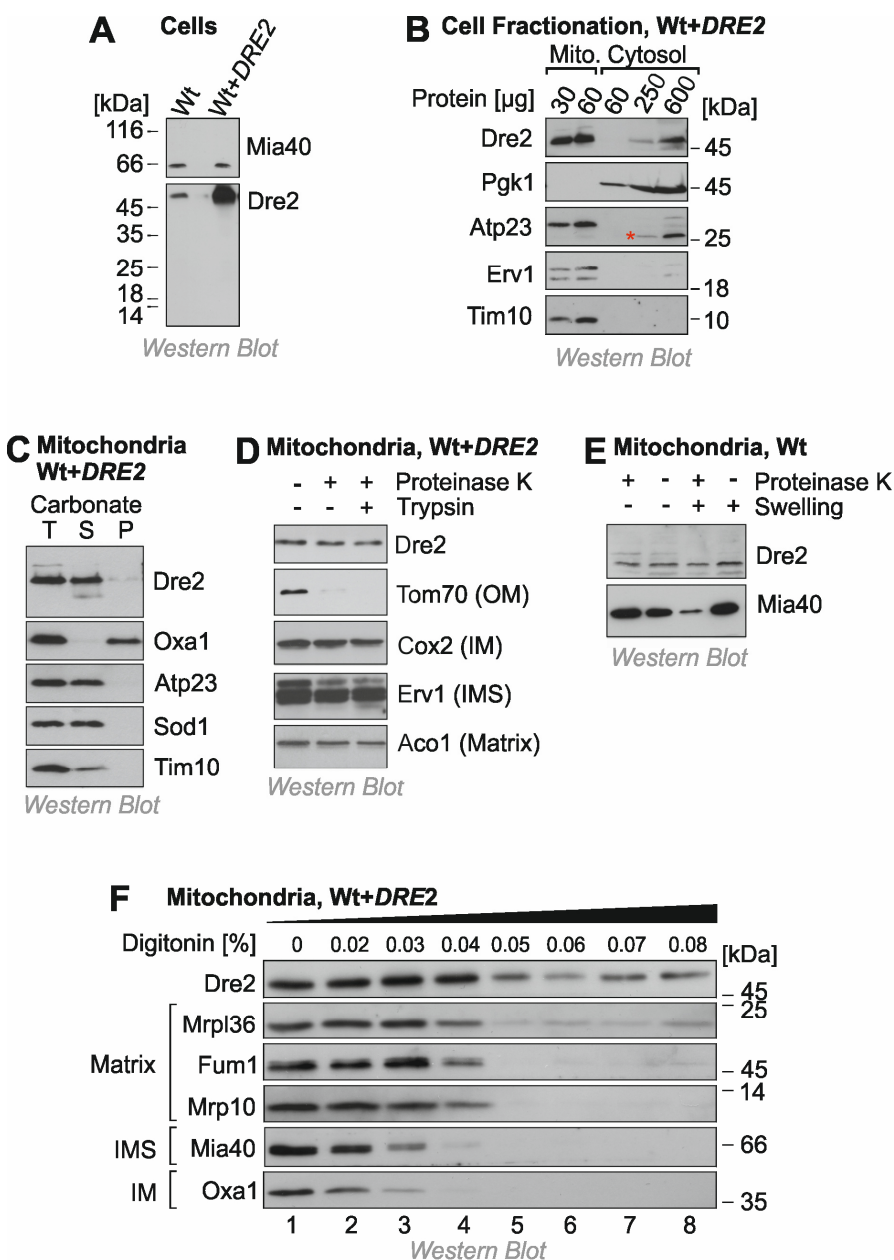 A Cells
Wt Wt+DRE2
[kDa]
116
66
45
35
25
18
14
Mia40
Dre2
Western Blot
B Cell Fractionation, Wt+DRE2
Mito. Cytosol
Protein [µg] 30 60 60 250 600 [kDa]
Dre2 45
Pgk1 45
Atp23 * 25
Erv1 18
Tim10 10
Western Blot
C Mitochondria
Wt+DRE2
Carbonate
T S P
Dre2
Oxa1
Atp23
Sod1
Tim10
Western Blot
D Mitochondria, Wt+DRE2
- + + Proteinase K
- - + Trypsin
Dre2
Tom70 (OM)
Cox2 (IM)
Erv1 (IMS)
Aco1 (Matrix)
Western Blot
E Mitochondria, Wt
+ - + - Proteinase K
- - + + Swelling
Dre2
Mia40
Western Blot
F Mitochondria, Wt+DRE2
Digitonin [%] 0 0.02 0.03 0.04 0.05 0.06 0.07 0.08 [kDa]
Dre2 45
25
Matrix Mrpl36
Fum1 45
14
Mrp10
IMS Mia40 66
IM Oxa1 35
1 2 3 4 5 6 7 8
Western Blot